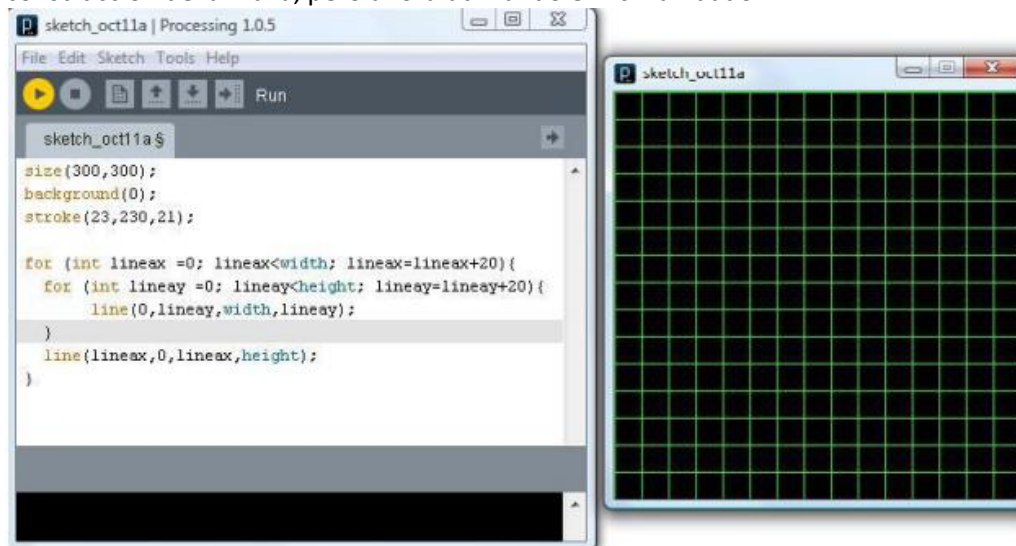 sketch_oct11a | Processing 1.0.5
File Edit Sketch Tools Help
Run
sketch_oct11a §
size(300,300);
background(0);
stroke(23,230,21);
for (int lineax =0; lineax<width; lineax=lineax+20){
for (int lineay =0; lineay<height; lineay=lineay+20){
line(0,lineay,width,lineay);
}
line(lineax,0,lineax,height);
}
sketch_oct11a